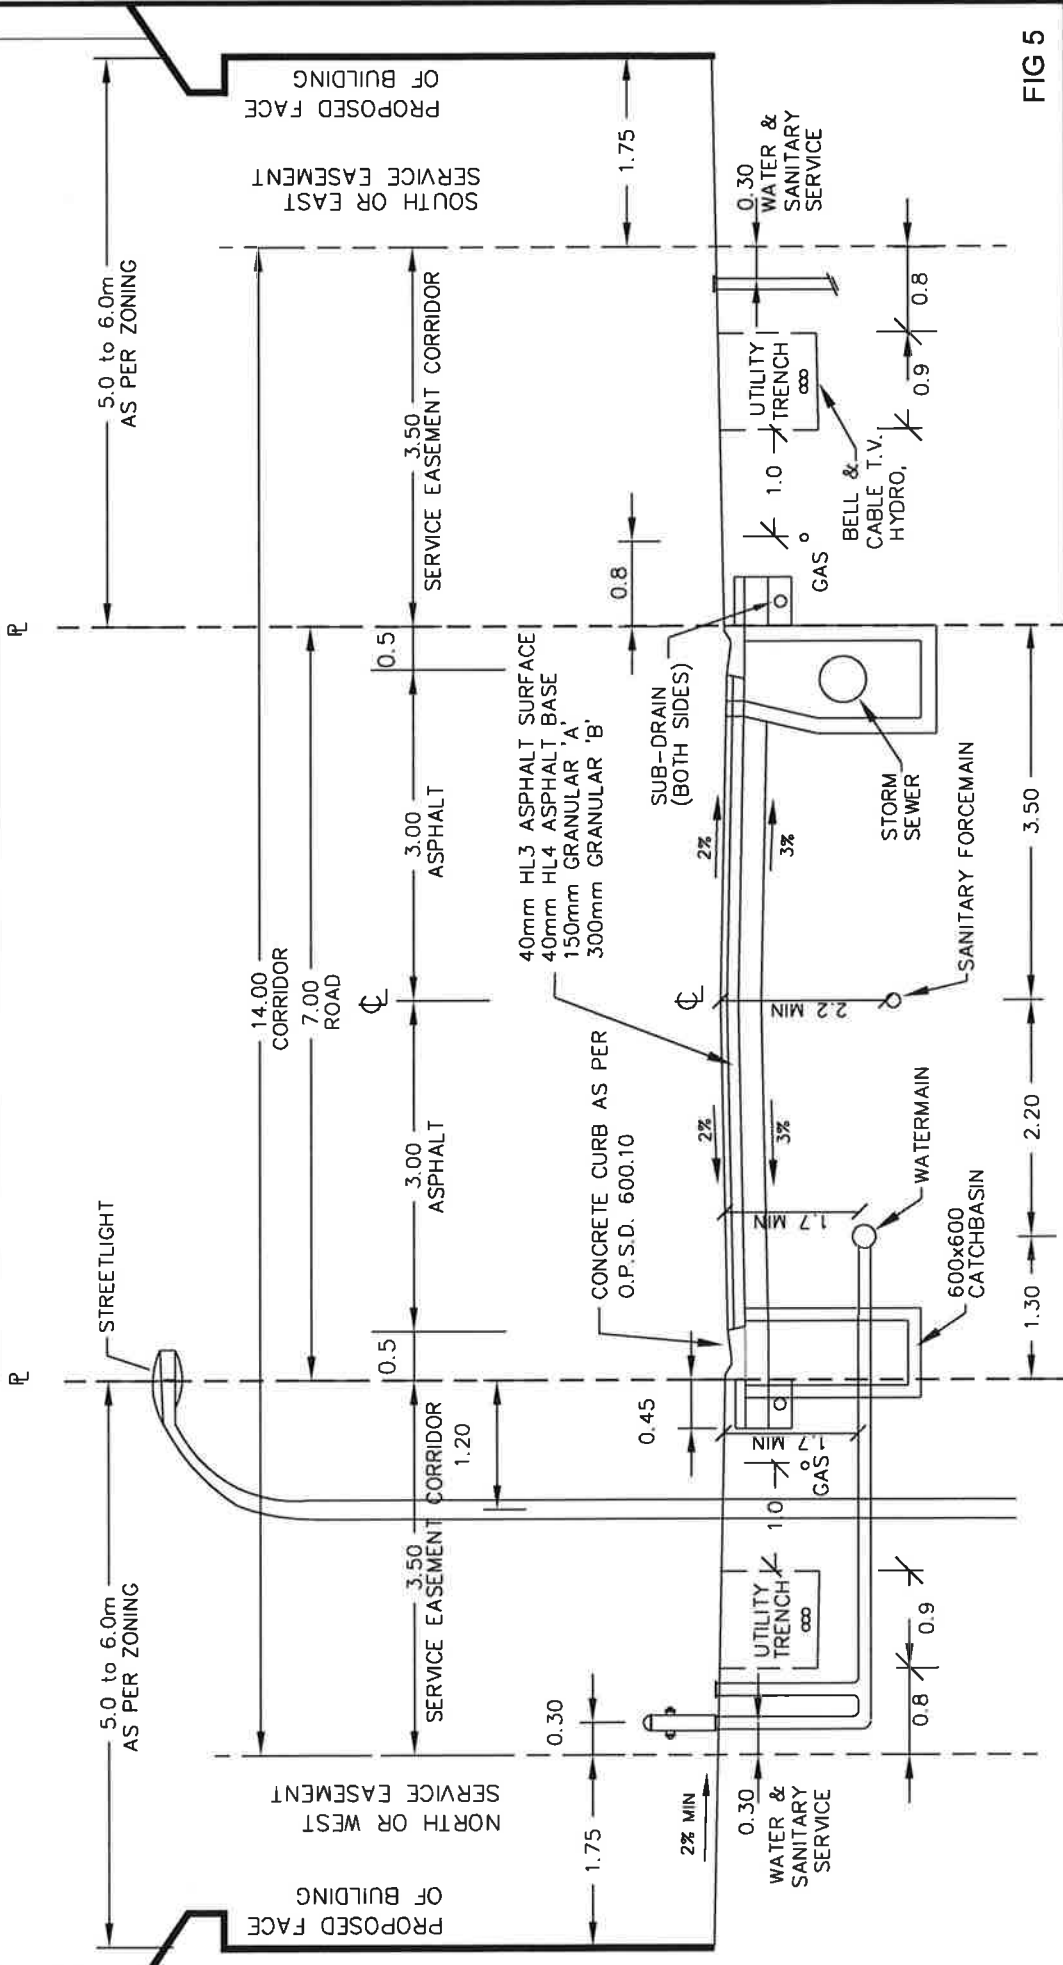 5.0 to 6.0m
AS PER ZONING
PL
PL
5.0 to 6.0m
AS PER ZONING
STREETLIGHT
14.00
CORRIDOR
7.00
ROAD
CL
NORTH OR WEST
SERVICE EASEMENT
PROPOSED FACE
OF BUILDING
SOUTH OR EAST
SERVICE EASEMENT
PROPOSED FACE
OF BUILDING
3.50
SERVICE EASEMENT CORRIDOR
0.5
3.00
ASPHALT
3.00
ASPHALT
0.5
3.50
SERVICE EASEMENT CORRIDOR
1.20
1.75
0.30
0.45
CONCRETE CURB AS PER
O.P.S.D. 600.10
40mm HL3 ASPHALT SURFACE
40mm HL4 ASPHALT BASE
150mm GRANULAR 'A'
300mm GRANULAR 'B'
0.8
1.75
SUB-DRAIN
(BOTH SIDES)
2% MIN
2%
3%
CL
2%
3%
0.30
WATER &
SANITARY
SERVICE
UTILITY
TRENCH
1.0
GAS
1.7 MIN
1.7 MIN
2.2 MIN
GAS
1.0
UTILITY
TRENCH
0.30
WATER &
SANITARY
SERVICE
BELL &
CABLE T.V.
HYDRO,
0.8
0.9
WATERMAIN
600x600
CATCHBASIN
SANITARY FORCEMAIN
STORM
SEWER
0.9
0.8
1.30
2.20
3.50
FIG 5